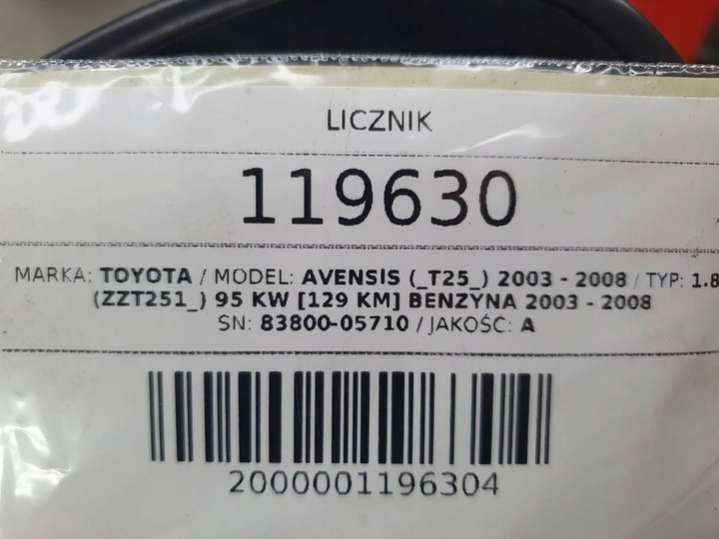 LICZNIK
119630
MARKA: TOYOTA / MODEL: AVENSIS (_T25_) 2003 - 2008 / TYP: 1.8
(ZZT251_) 95 KW [129 KM] BENZYNA 2003 - 2008
SN: 83800-05710 / JAKOŚĆ: A
2000001196304